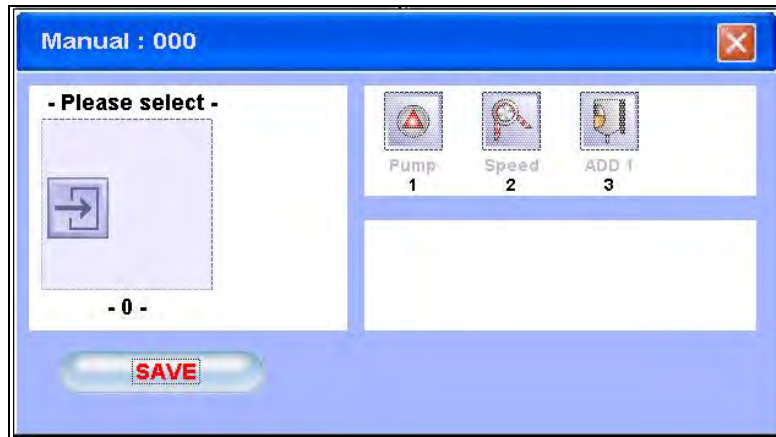 Manual : 000
- Please select -
- 0 -
SAVE
Pump
1
Speed
2
ADD 1
3